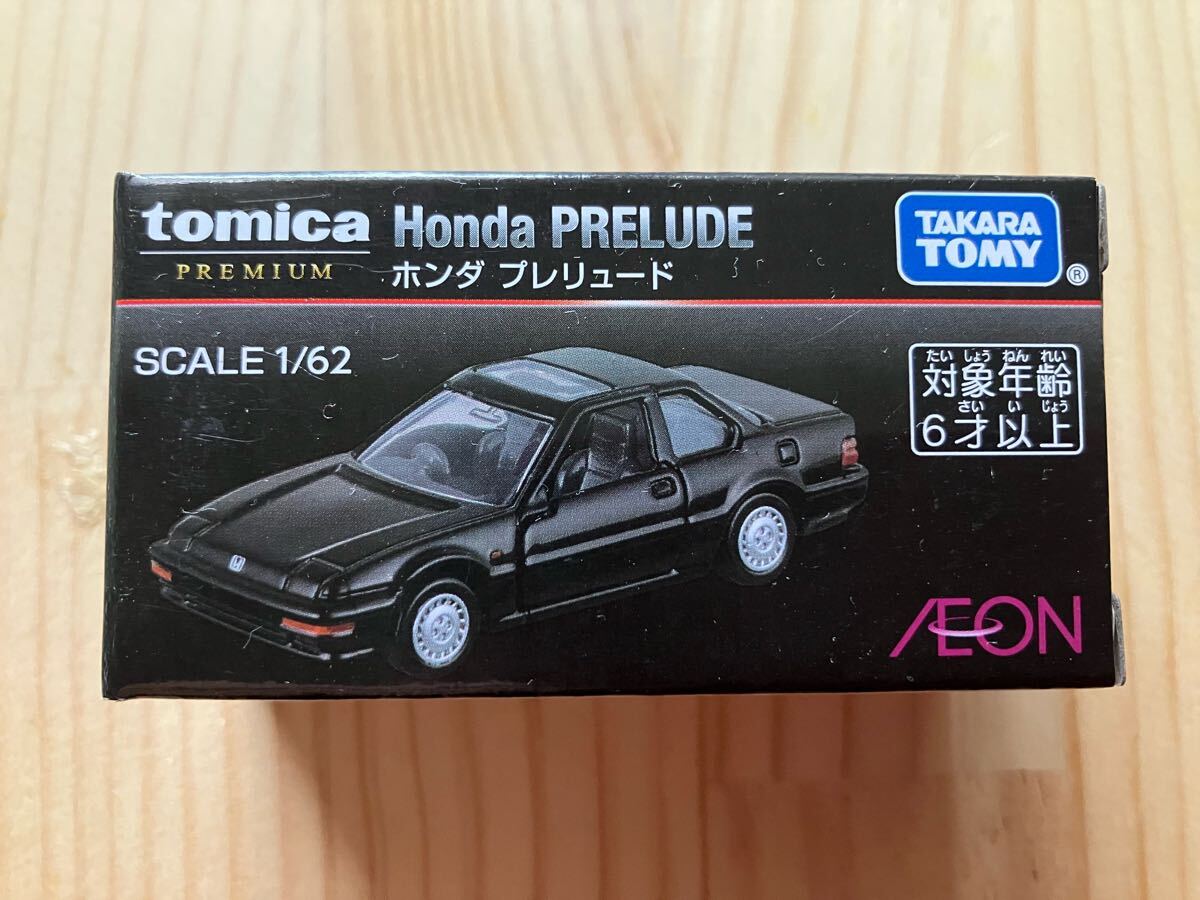 tomica
PREMIUM
Honda PRELUDE
ホンダ プレリュード
TAKARA
TOMY
®
SCALE 1/62
たい しょう ねん れい
対象年齢
さい い じょう
6才以上
ÆON